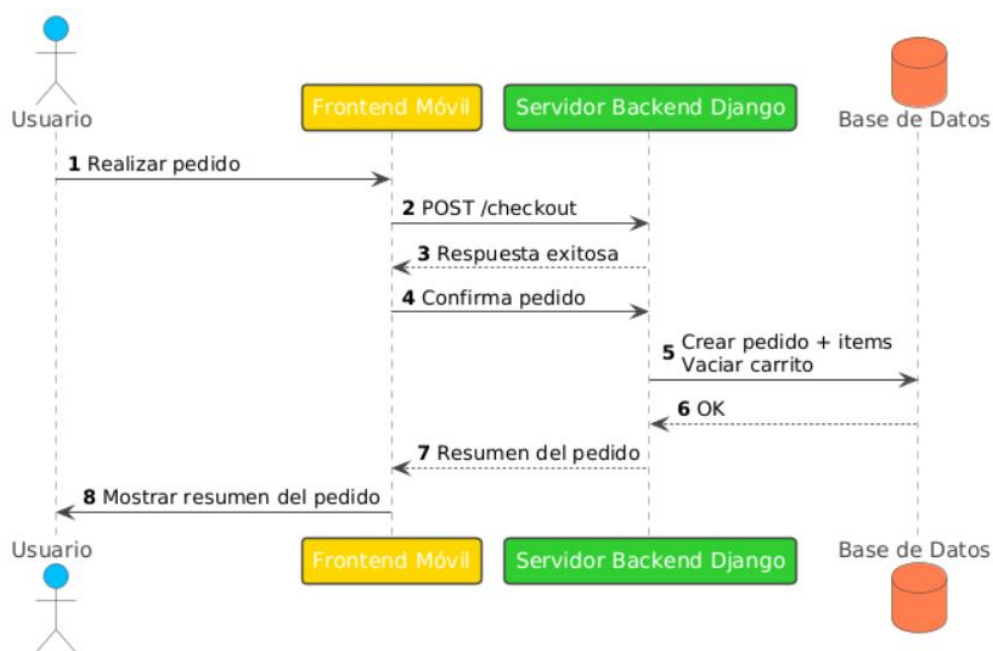 Usuario
Frontend Móvil
Servidor Backend Django
Base de Datos
1 Realizar pedido
2 POST /checkout
3 Respuesta exitosa
4 Confirma pedido
5 Crear pedido + items
Vaciar carrito
6 OK
7 Resumen del pedido
8 Mostrar resumen del pedido
Usuario
Frontend Móvil
Servidor Backend Django
Base de Datos